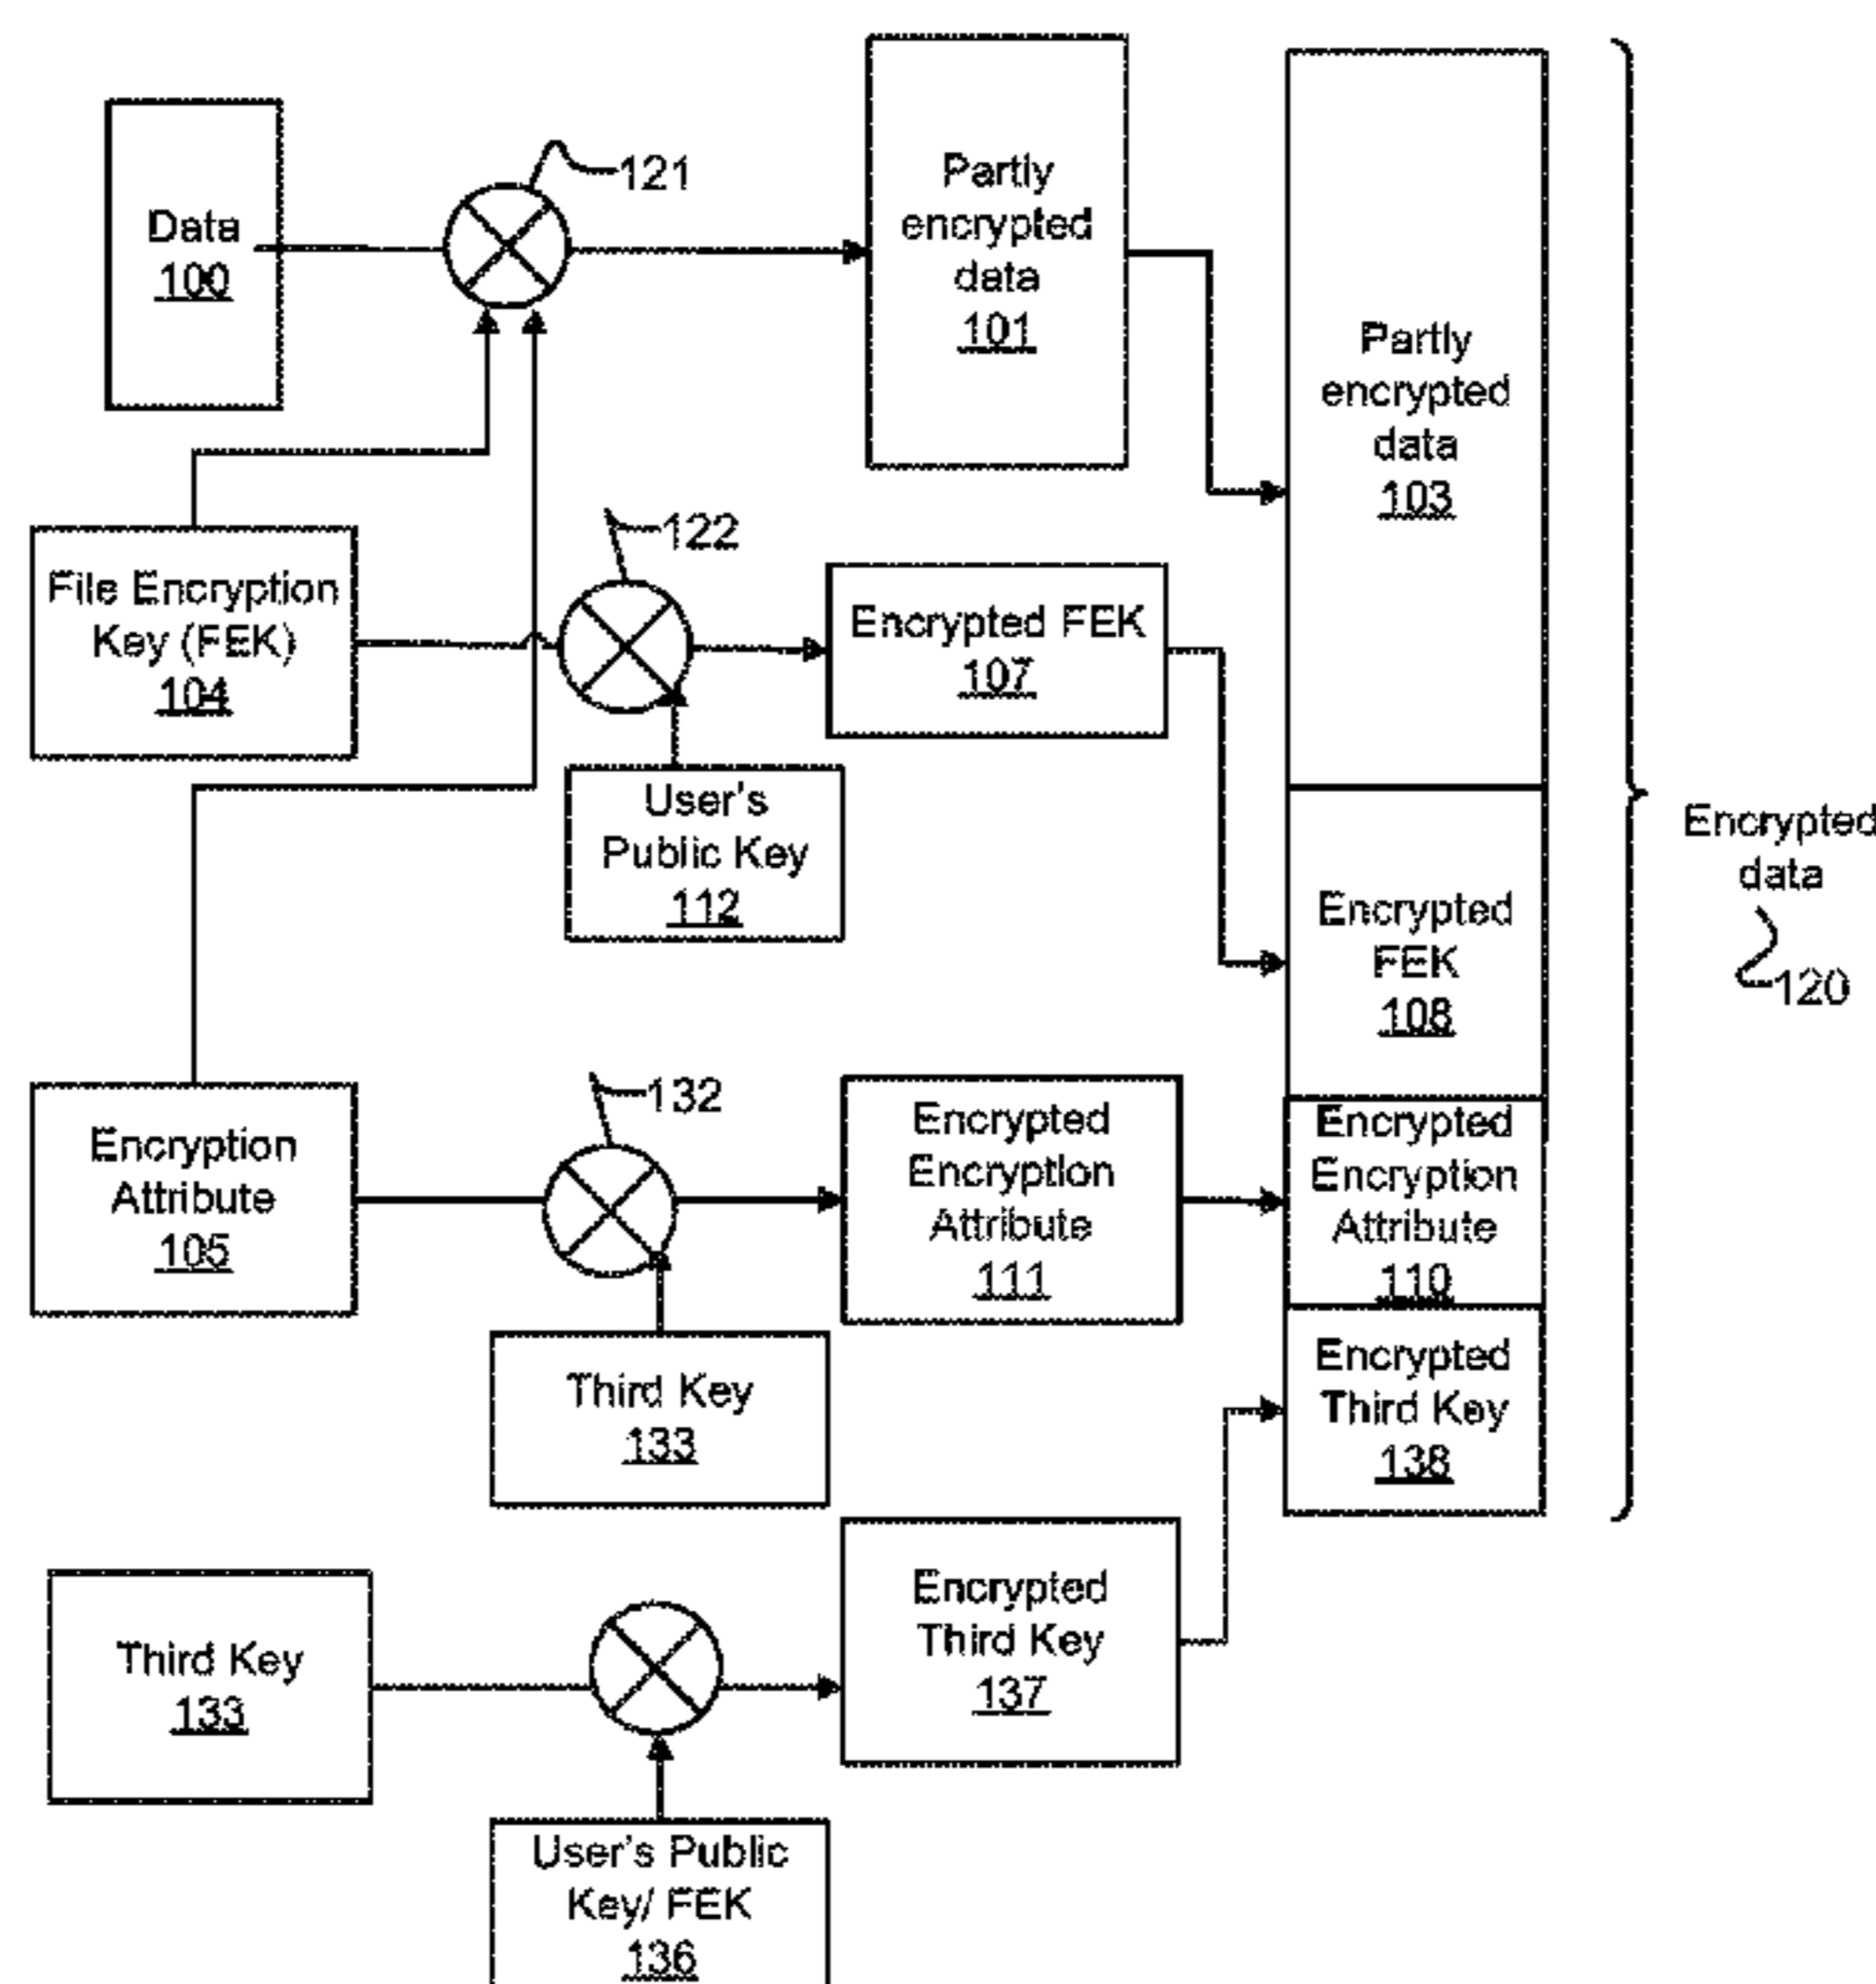 Data
100
121
Partly
encrypted
data
101
Partly
encrypted
data
103
File Encryption
Key (FEK)
104
122
Encrypted FEK
107
User's
Public Key
112
Encrypted
FEK
108
Encrypted
data
120
Encryption
Attribute
105
132
Encrypted
Encryption
Attribute
111
Encrypted
Encryption
Attribute
110
Third Key
133
Encrypted
Third Key
138
Third Key
133
Encrypted
Third Key
137
User's Public
Key/ FEK
136